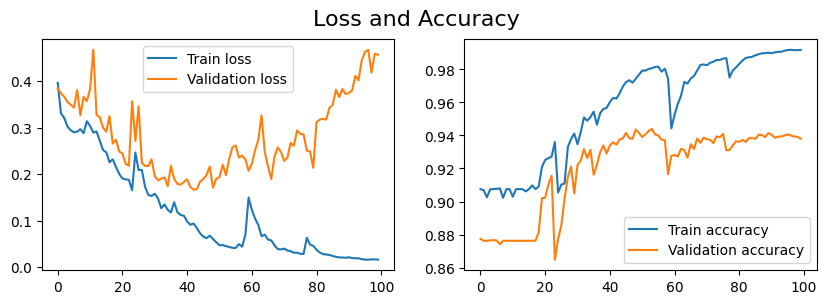 Loss and Accuracy
Train loss
Validation loss
0.4
0.3
0.2
0.1
0.0
0 20 40 60 80 100
0.98
0.96
0.94
0.92
0.90
0.88
0.86
Train accuracy
Validation accuracy
0 20 40 60 80 100